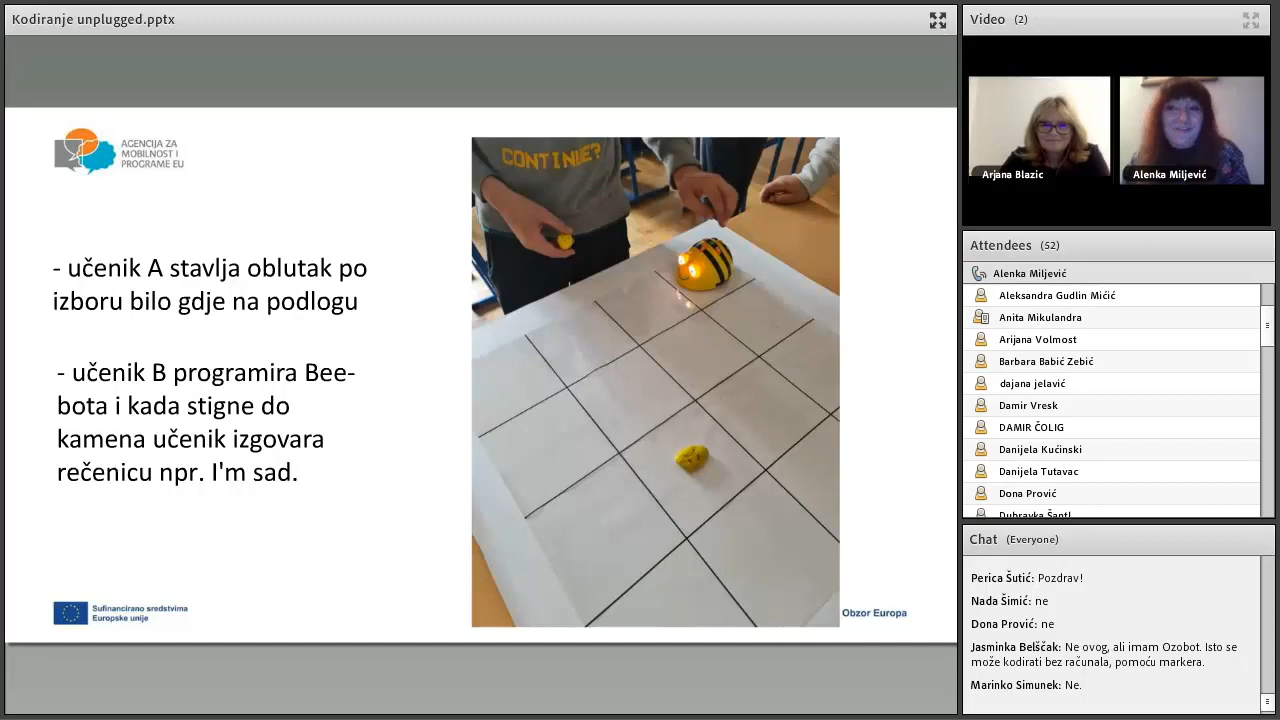 Kodiranje unplugged.pptx
AGENCIJA ZA
MOBILNOST I
PROGRAME EU
- učenik A stavlja oblutak po
izboru bilo gdje na podlogu
- učenik B programira Bee-
bota i kada stigne do
kamena učenik izgovara
rečenicu npr. I'm sad.
CONTINUE?
Sufinancirano sredstvima
Europske unije
Obzor Europa
Video (2)
Arjana Blazic
Alenka Miljević
Attendees (52)
Alenka Miljević
Aleksandra Gudlin Mićić
Anita Mikulandra
Arijana Volmost
Barbara Babić Zebić
dajana jelavić
Damir Vresk
DAMIR ČOLIG
Danijela Kućinski
Danijela Tutavac
Dona Prović
Dubravka Šantl
Chat (Everyone)
Perica Šutić: Pozdrav!
Nada Šimić: ne
Dona Prović: ne
Jasminka Belščak: Ne ovog, ali imam Ozobot. Isto se
može kodirati bez računala, pomoću markera.
Marinko Simunek: Ne.